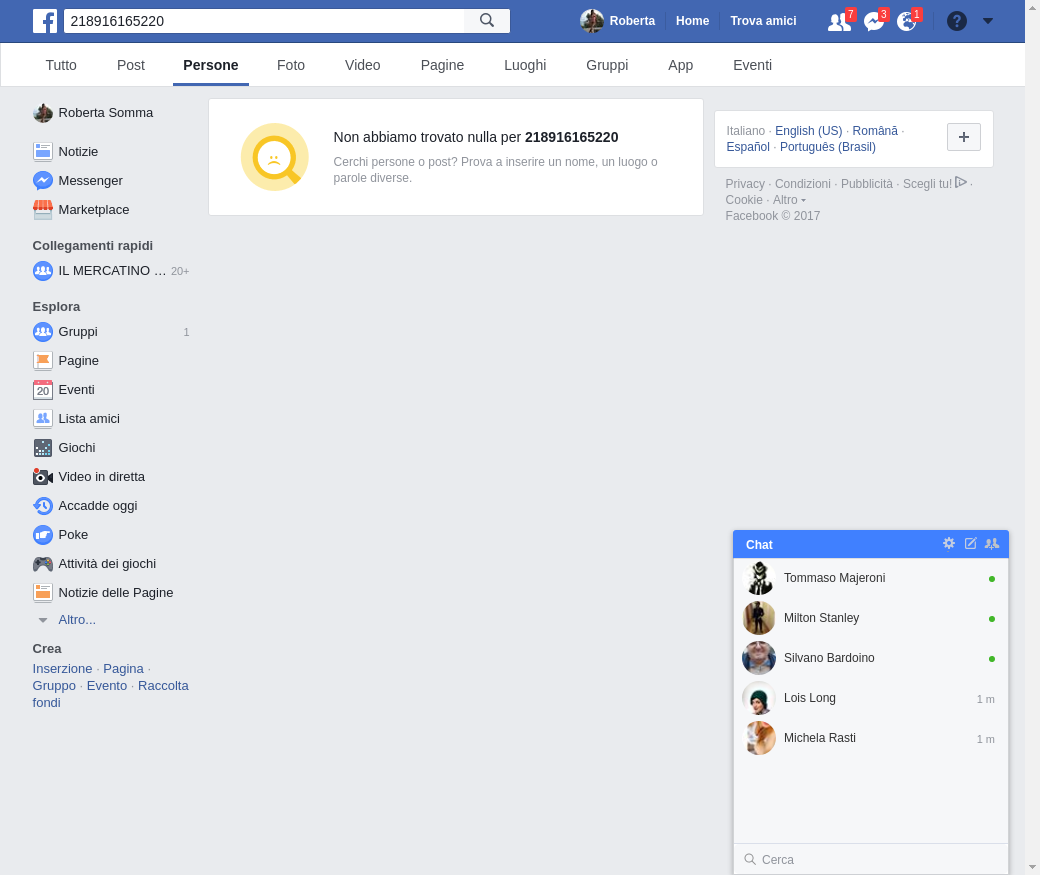 218916165220
Roberta
Home
Trova amici
7
3
1
Tutto
Post
Persone
Foto
Video
Pagine
Luoghi
Gruppi
App
Eventi
Roberta Somma
Notizie
Messenger
Marketplace
Collegamenti rapidi
IL MERCATINO … 20+
Esplora
Gruppi 1
Pagine
20 Eventi
Lista amici
Giochi
Video in diretta
Accadde oggi
Poke
Attività dei giochi
Notizie delle Pagine
Altro...
Crea
Inserzione · Pagina ·
Gruppo · Evento · Raccolta
fondi
Non abbiamo trovato nulla per 218916165220
Cerchi persone o post? Prova a inserire un nome, un luogo o
parole diverse.
Italiano · English (US) · Română ·
Español · Português (Brasil)
Privacy · Condizioni · Pubblicità · Scegli tu! ·
Cookie · Altro
Facebook © 2017
Chat
Tommaso Majeroni
Milton Stanley
Silvano Bardoino
Lois Long 1 m
Michela Rasti 1 m
Cerca